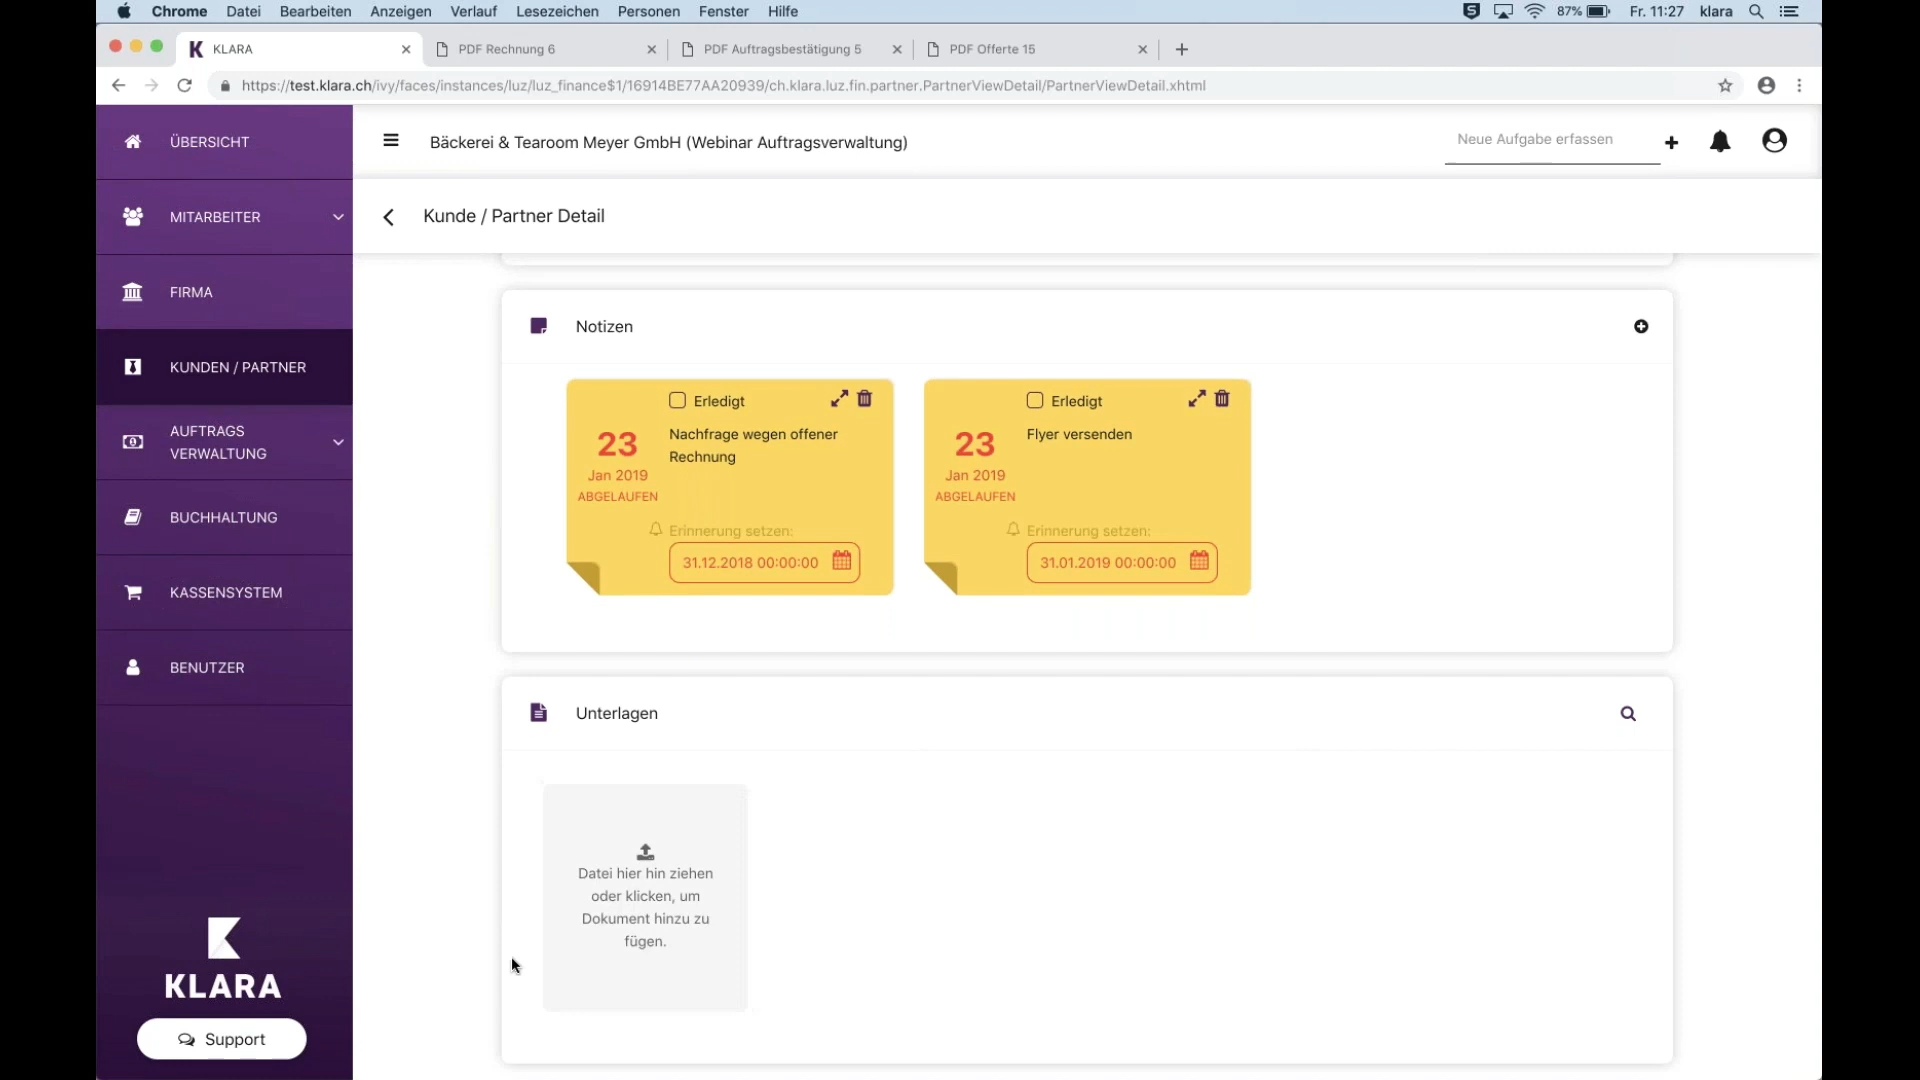 Chrome Datei Bearbeiten Anzeigen Verlauf Lesezeichen Personen Fenster Hilfe 87% Fr. 11:27 klara
KLARA PDF Rechnung 6 PDF Auftragsbestätigung 5 PDF Offerte 15
https://test.klara.ch/ivy/faces/instances/luz/luz_finance$1/16914BE77AA20939/ch.klara.luz.fin.partner.PartnerViewDetail/PartnerViewDetail.xhtml
ÜBERSICHT
MITARBEITER
FIRMA
KUNDEN / PARTNER
AUFTRAGS
VERWALTUNG
BUCHHALTUNG
KASSENSYSTEM
BENUTZER
KLARA
Support
Bäckerei & Tearoom Meyer GmbH (Webinar Auftragsverwaltung)
Neue Aufgabe erfassen
Kunde / Partner Detail
Notizen
Erledigt
23
Jan 2019
ABGELAUFEN
Nachfrage wegen offener
Rechnung
Erinnerung setzen:
31.12.2018 00:00:00
Erledigt
23
Jan 2019
ABGELAUFEN
Flyer versenden
Erinnerung setzen:
31.01.2019 00:00:00
Unterlagen
Datei hier hin ziehen
oder klicken, um
Dokument hinzu zu
fügen.